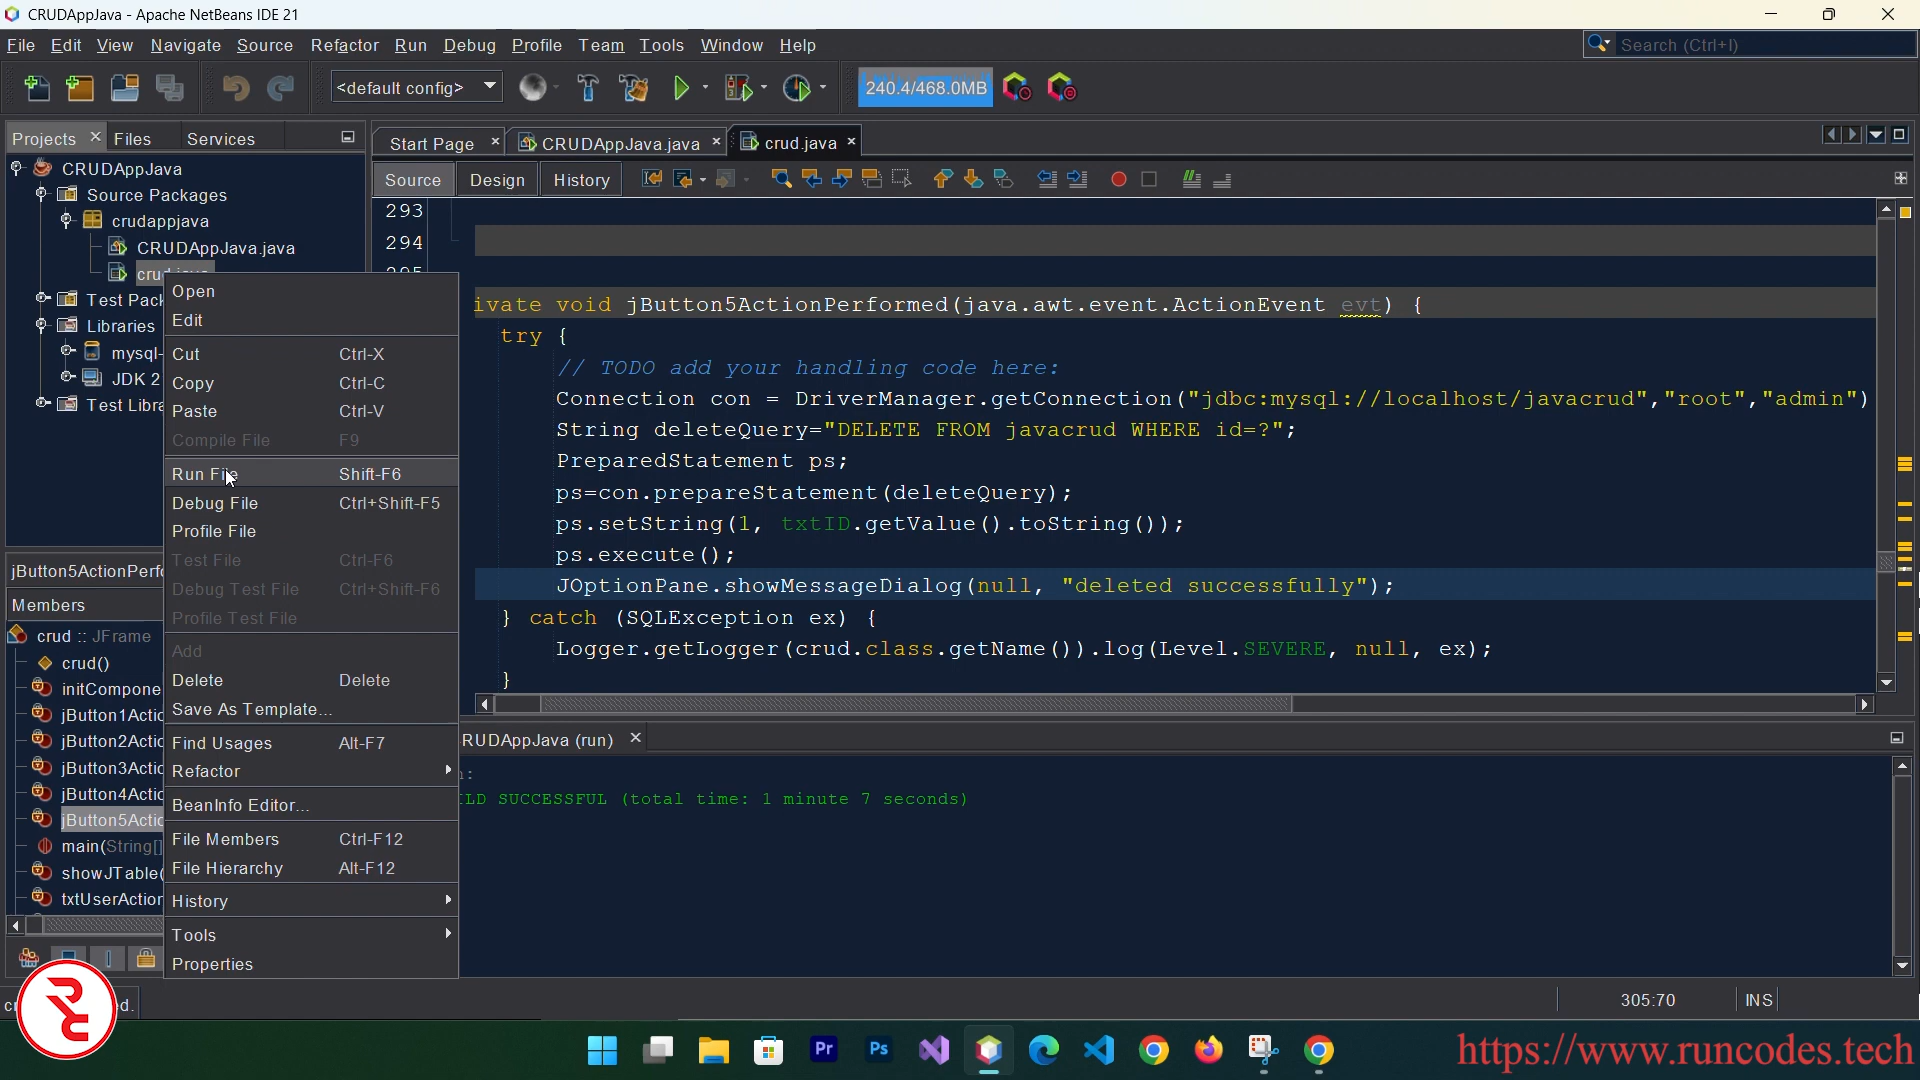 CRUDAppJava - Apache NetBeans IDE 21
File Edit View Navigate Source Refactor Run Debug Profile Team Tools Window Help
Search (Ctrl+I)
<default config>
240.4/468.0MB
Projects Files Services
Start Page CRUDAppJava.java crud.java
Source Design History
CRUDAppJava
Source Packages
crudappjava
CRUDAppJava.java
Test Pack
Libraries
mysql-
JDK 2
Test Libra
Open
Edit
Cut Ctrl-X
Copy Ctrl-C
Paste Ctrl-V
Compile File F9
Run File Shift-F6
Debug File Ctrl+Shift-F5
Profile File
Test File Ctrl-F6
Debug Test File Ctrl+Shift-F6
Profile Test File
Add
Delete Delete
Save As Template...
Find Usages Alt-F7
Refactor
BeanInfo Editor...
File Members Ctrl-F12
File Hierarchy Alt-F12
History
Tools
Properties
293
294
ivate void jButton5ActionPerformed(java.awt.event.ActionEvent evt) {
try {
// TODO add your handling code here:
Connection con = DriverManager.getConnection("jdbc:mysql://localhost/javacrud","root","admin")
String deleteQuery="DELETE FROM javacrud WHERE id=?";
PreparedStatement ps;
ps=con.prepareStatement(deleteQuery);
ps.setString(1, txtID.getValue().toString());
ps.execute();
JOptionPane.showMessageDialog(null, "deleted successfully");
} catch (SQLException ex) {
Logger.getLogger(crud.class.getName()).log(Level.SEVERE, null, ex);
}
jButton5ActionPerfo
Members
crud :: JFrame
crud()
initCompone
jButton1Actic
jButton2Actic
jButton3Actic
jButton4Actic
jButton5Actic
main(String[]
showJTable(
txtUserAction
RUDAppJava (run)
ILD SUCCESSFUL (total time: 1 minute 7 seconds)
305:70 INS
RC
Pr Ps
https://www.runcodes.tech